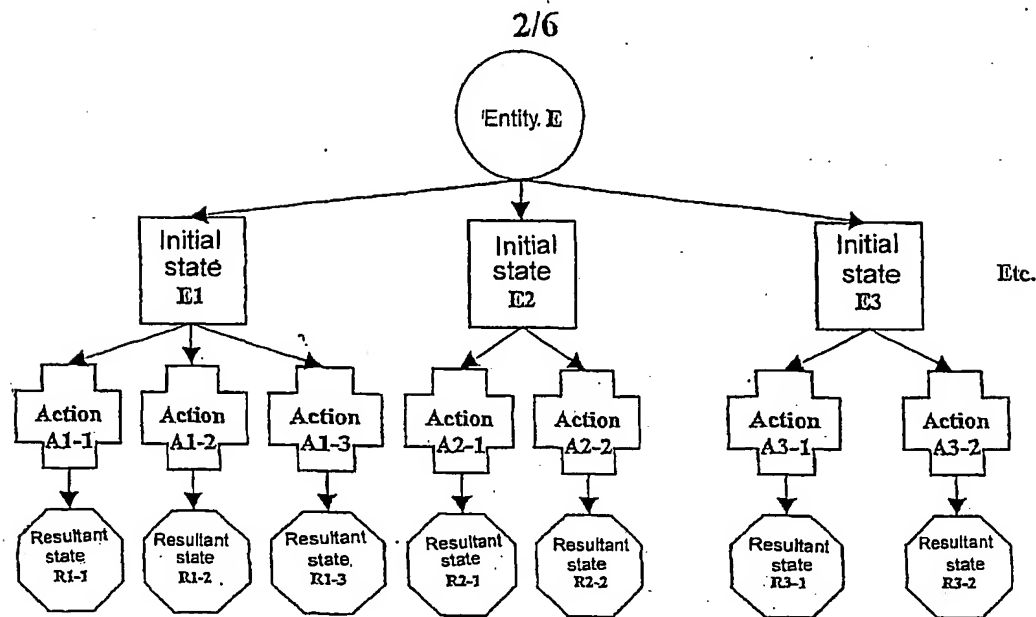 2/6
Entity. E
Initial
state
E1
Initial
state
E2
Initial
state
E3
Etc.
Action
A1-1
Action
A1-2
Action
A1-3
Action
A2-1
Action
A2-2
Action
A3-1
Action
A3-2
Resultant
state
R1-1
Resultant
state
R1-2
Resultant
state.
R1-3
Resultant
state
R2-1
Resultant
state
R2-2
Resultant
state
R3-1
Resultant
state
R3-2